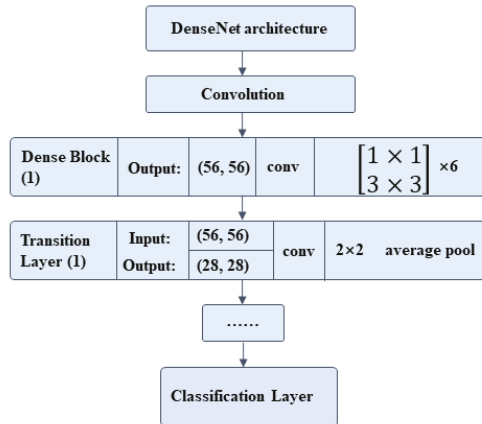 DenseNet architecture
Convolution
Dense Block
(1)
Output:
(56, 56)
conv
[1 × 1
3 × 3] ×6
Transition
Layer (1)
Input:
(56, 56)
Output:
(28, 28)
conv
2×2 average pool
......
Classification Layer